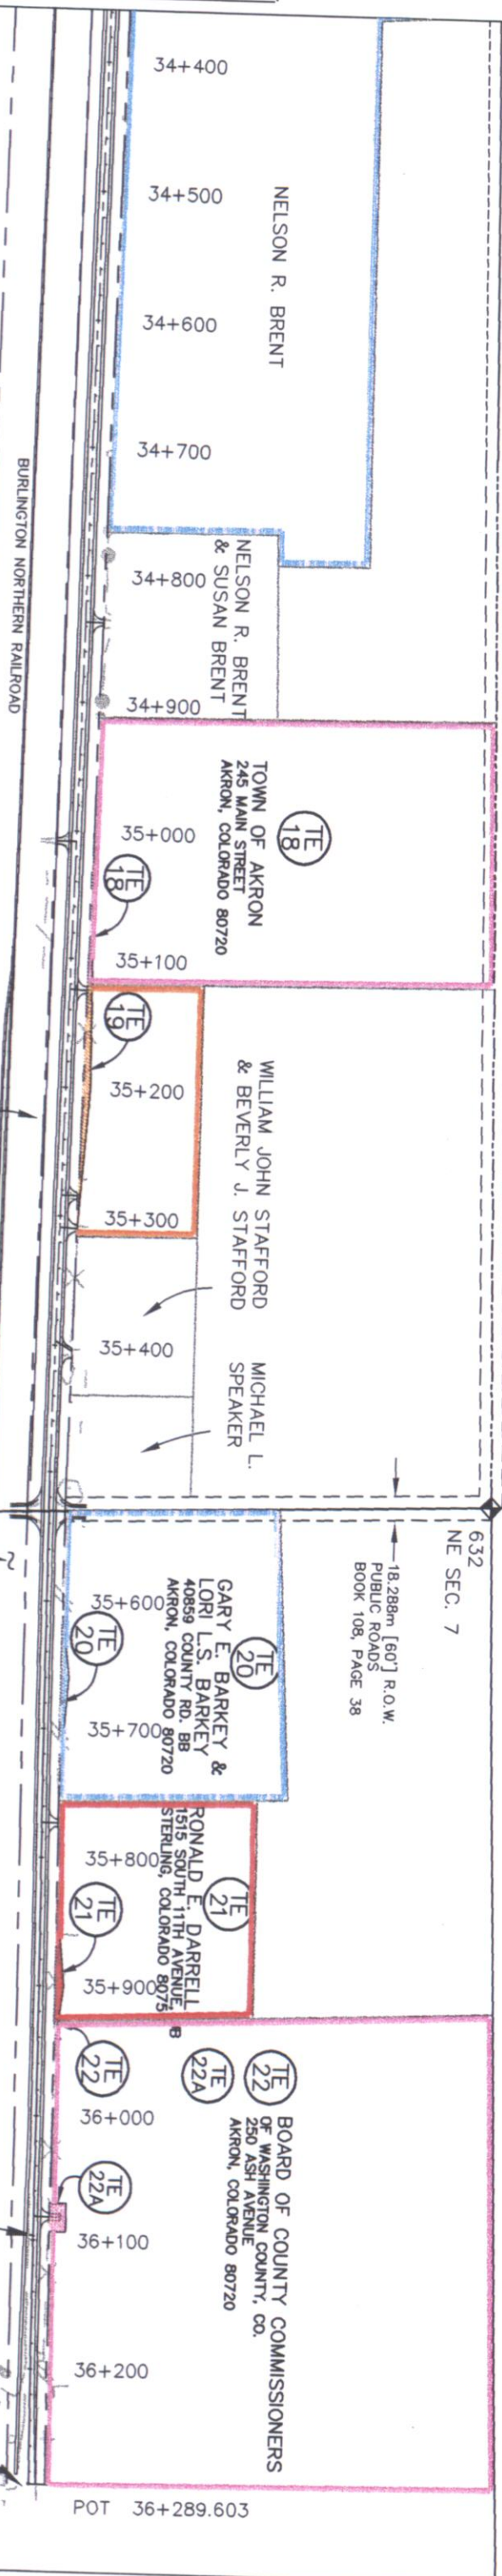 34+400
34+500
NELSON R. BRENT
34+600
34+700
BURLINGTON NORTHERN RAILROAD
NELSON R. BRENT
& SUSAN BRENT
34+800
34+900
TE
18
TOWN OF AKRON
245 MAIN STREET
AKRON, COLORADO 80720
35+000
TE
18
35+100
TE
19
35+200
WILLIAM JOHN STAFFORD
& BEVERLY J. STAFFORD
35+300
35+400
MICHAEL L.
SPEAKER
632
NE SEC. 7
18.288m [60'] R.O.W.
PUBLIC ROADS
BOOK 108, PAGE 38
TE
20
GARY E. BARKEY &
LORI L.S. BARKEY
40859 COUNTY RD. BB
AKRON, COLORADO 80720
35+600
TE
20
35+700
TE
21
RONALD E. DARRELL
1515 SOUTH 11TH AVENUE,
STERLING, COLORADO 8075
35+800
TE
21
35+900
TE
22
TE
22A
BOARD OF COUNTY COMMISSIONERS
OF WASHINGTON COUNTY, CO.
250 ASH AVENUE
AKRON, COLORADO 80720
TE
22
36+000
TE
22A
36+100
36+200
POT 36+289.603